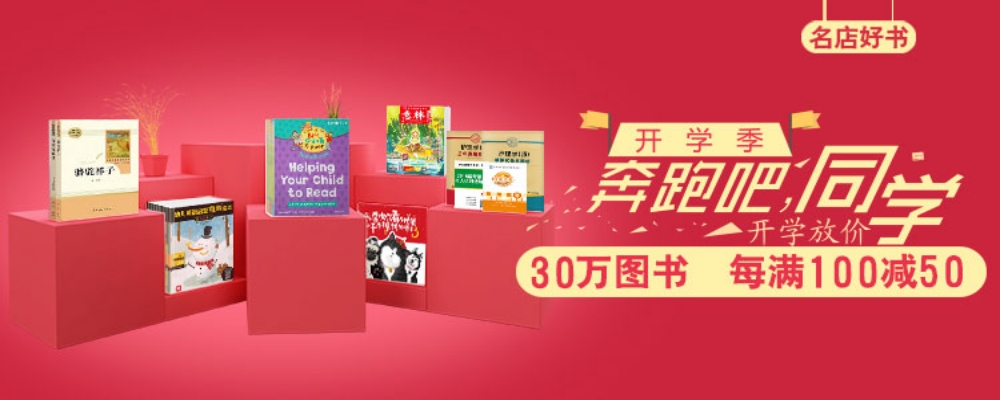 名店好书
开学季
奔跑吧,同学
开学放价
30万图书 每满100减50
骆驼祥子
Helping
Your Child
to Read
意林